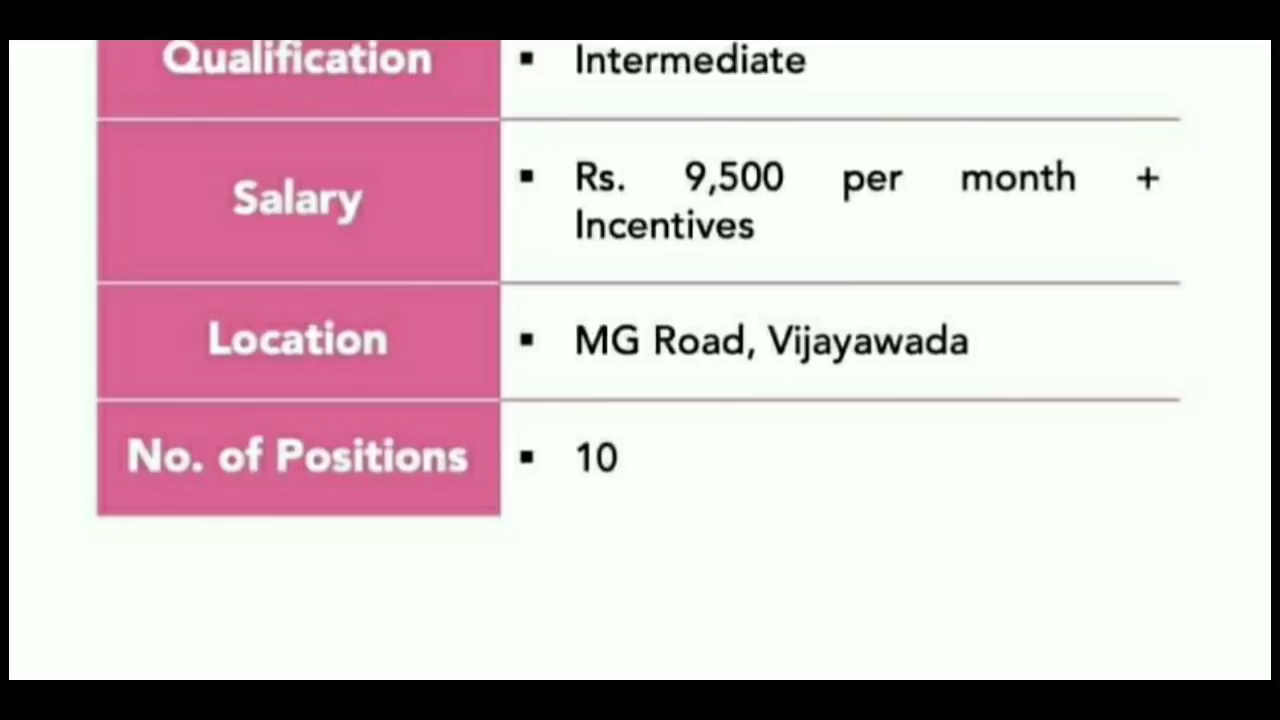 Qualification
▪ Intermediate
Salary
▪ Rs. 9,500 per month +
Incentives
Location
▪ MG Road, Vijayawada
No. of Positions
▪ 10